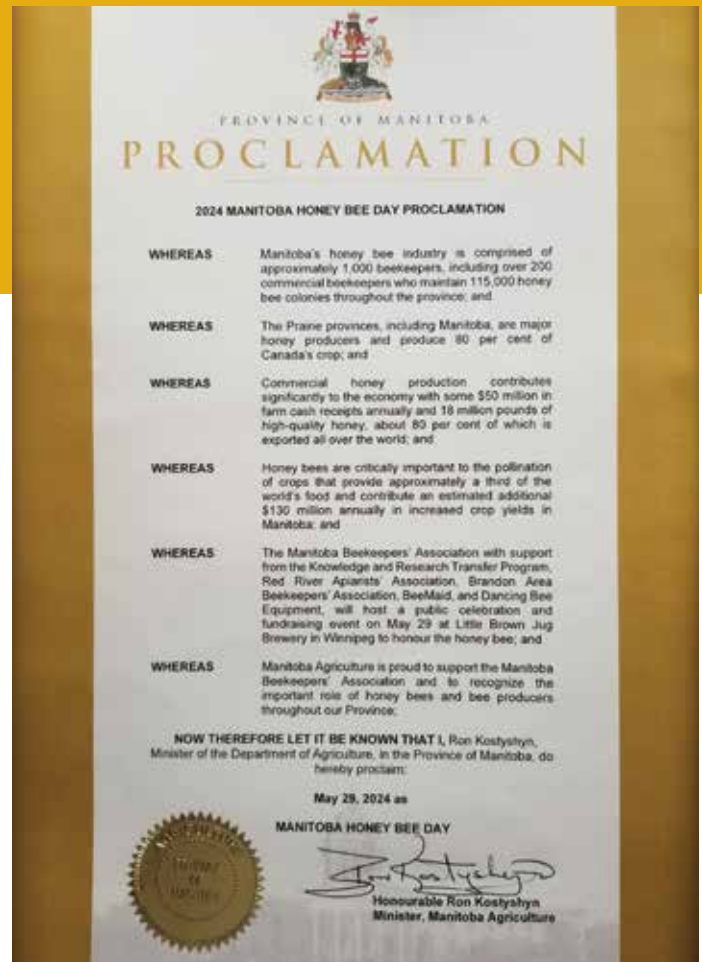 PROVINCE OF MANITOBA
PROCLAMATION
2024 MANITOBA HONEY BEE DAY PROCLAMATION
WHEREAS Manitoba's honey bee industry is comprised of
approximately 1,000 beekeepers, including over 200
commercial beekeepers who maintain 115,000 honey
bee colonies throughout the province; and
WHEREAS The Prairie provinces, including Manitoba, are major
honey producers and produce 80 per cent of
Canada's crop; and
WHEREAS Commercial honey production contributes
significantly to the economy with some $50 million in
farm cash receipts annually and 18 million pounds of
high-quality honey, about 80 per cent of which is
exported all over the world; and
WHEREAS Honey bees are critically important to the pollination
of crops that provide approximately a third of the
world's food and contribute an estimated additional
$130 million annually in increased crop yields in
Manitoba; and
WHEREAS The Manitoba Beekeepers' Association with support
from the Knowledge and Research Transfer Program,
Red River Apiarists' Association, Brandon Area
Beekeepers' Association, BeeMaid, and Dancing Bee
Equipment, will host a public celebration and
fundraising event on May 29 at Little Brown Jug
Brewery in Winnipeg to honour the honey bee; and
WHEREAS Manitoba Agriculture is proud to support the Manitoba
Beekeepers' Association and to recognize the
important role of honey bees and bee producers
throughout our Province;
NOW THEREFORE LET IT BE KNOWN THAT I, Ron Kostyshyn,
Minister of the Department of Agriculture, in the Province of Manitoba, do
hereby proclaim:
May 29, 2024 as
MANITOBA HONEY BEE DAY
Ron Kostyshyn
Honourable Ron Kostyshyn
Minister, Manitoba Agriculture